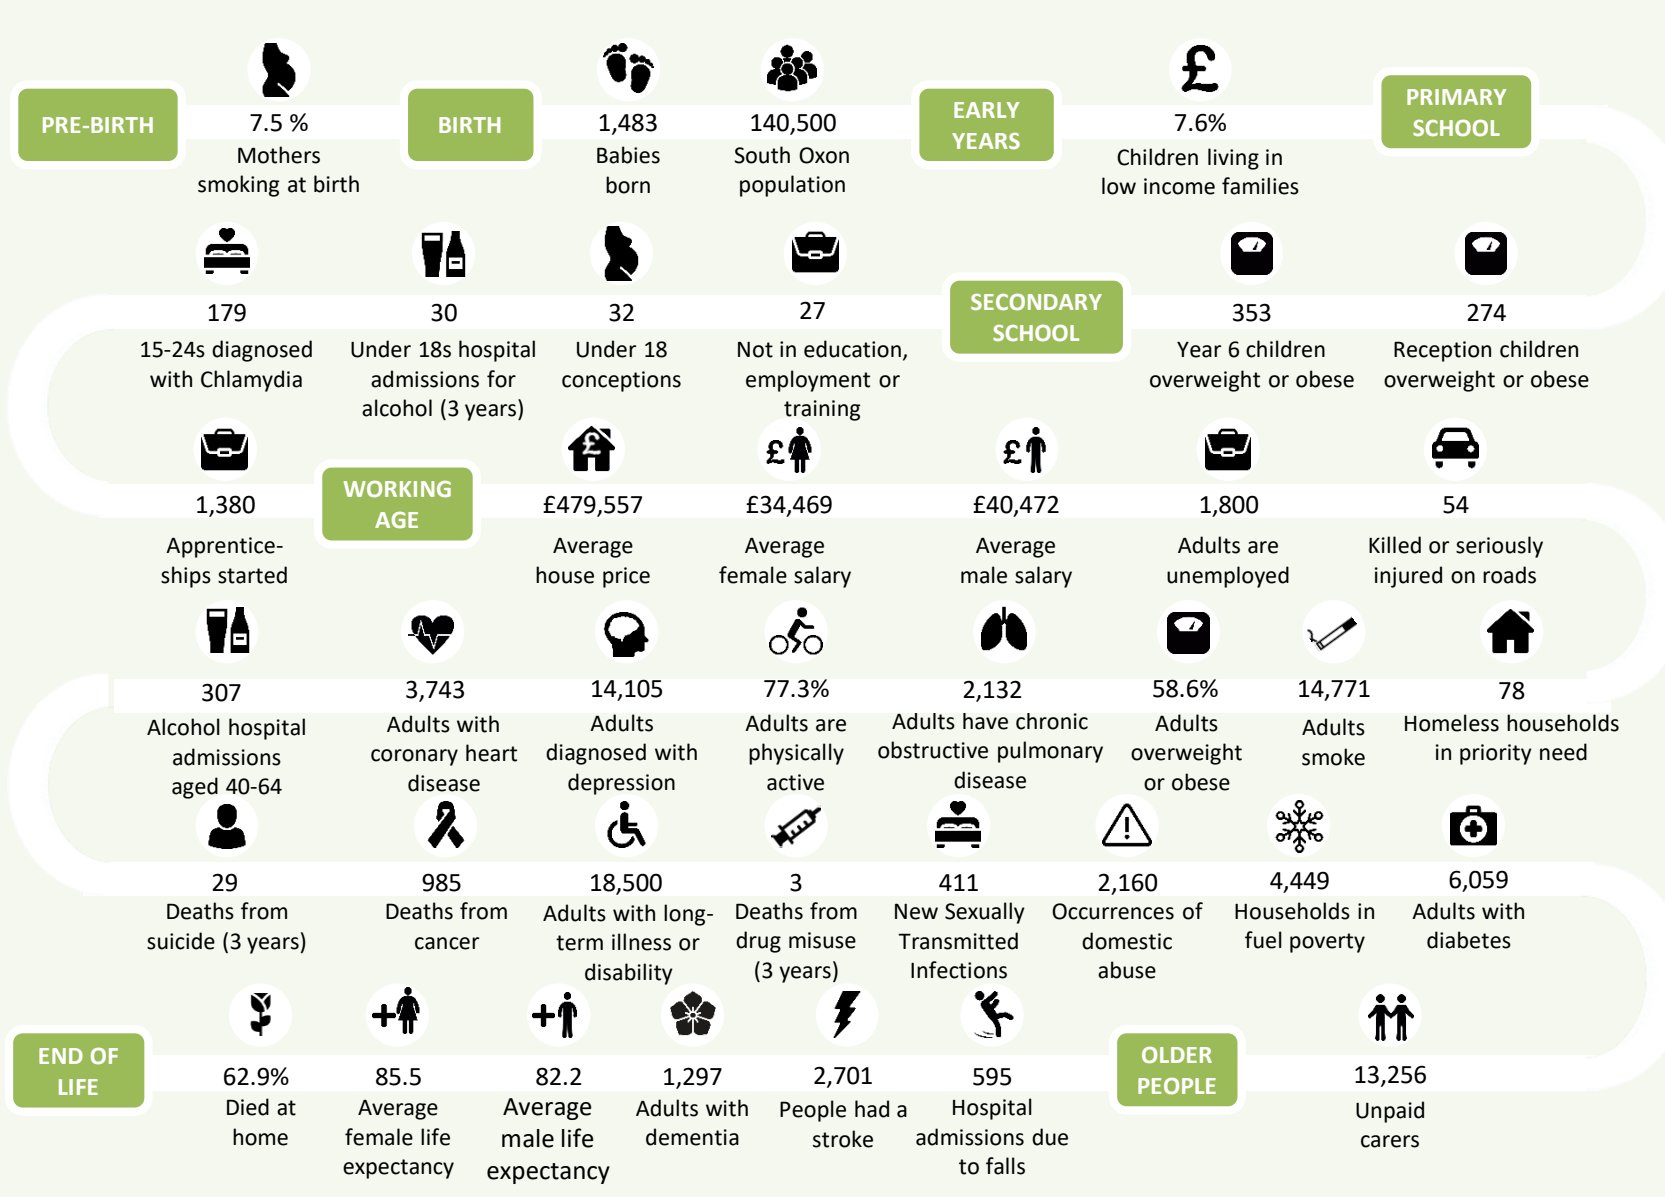 PRE-BIRTH
7.5 %
Mothers
smoking at birth
BIRTH
1,483
Babies
born
140,500
South Oxon
population
EARLY
YEARS
£
7.6%
Children living in
low income families
PRIMARY
SCHOOL
274
Reception children
overweight or obese
353
Year 6 children
overweight or obese
SECONDARY
SCHOOL
27
Not in education,
employment or
training
32
Under 18
conceptions
30
Under 18s hospital
admissions for
alcohol (3 years)
179
15-24s diagnosed
with Chlamydia
1,380
Apprentice-
ships started
WORKING
AGE
£
£479,557
Average
house price
£
£34,469
Average
female salary
£
£40,472
Average
male salary
1,800
Adults are
unemployed
54
Killed or seriously
injured on roads
78
Homeless households
in priority need
14,771
Adults
smoke
58.6%
Adults
overweight
or obese
2,132
Adults have chronic
obstructive pulmonary
disease
77.3%
Adults are
physically
active
14,105
Adults
diagnosed with
depression
3,743
Adults with
coronary heart
disease
307
Alcohol hospital
admissions
aged 40-64
29
Deaths from
suicide (3 years)
985
Deaths from
cancer
18,500
Adults with long-
term illness or
disability
3
Deaths from
drug misuse
(3 years)
411
New Sexually
Transmitted
Infections
2,160
Occurrences of
domestic
abuse
4,449
Households in
fuel poverty
6,059
Adults with
diabetes
13,256
Unpaid
carers
OLDER
PEOPLE
595
Hospital
admissions due
to falls
2,701
People had a
stroke
1,297
Adults with
dementia
82.2
Average
male life
expectancy
85.5
Average
female life
expectancy
62.9%
Died at
home
END OF
LIFE